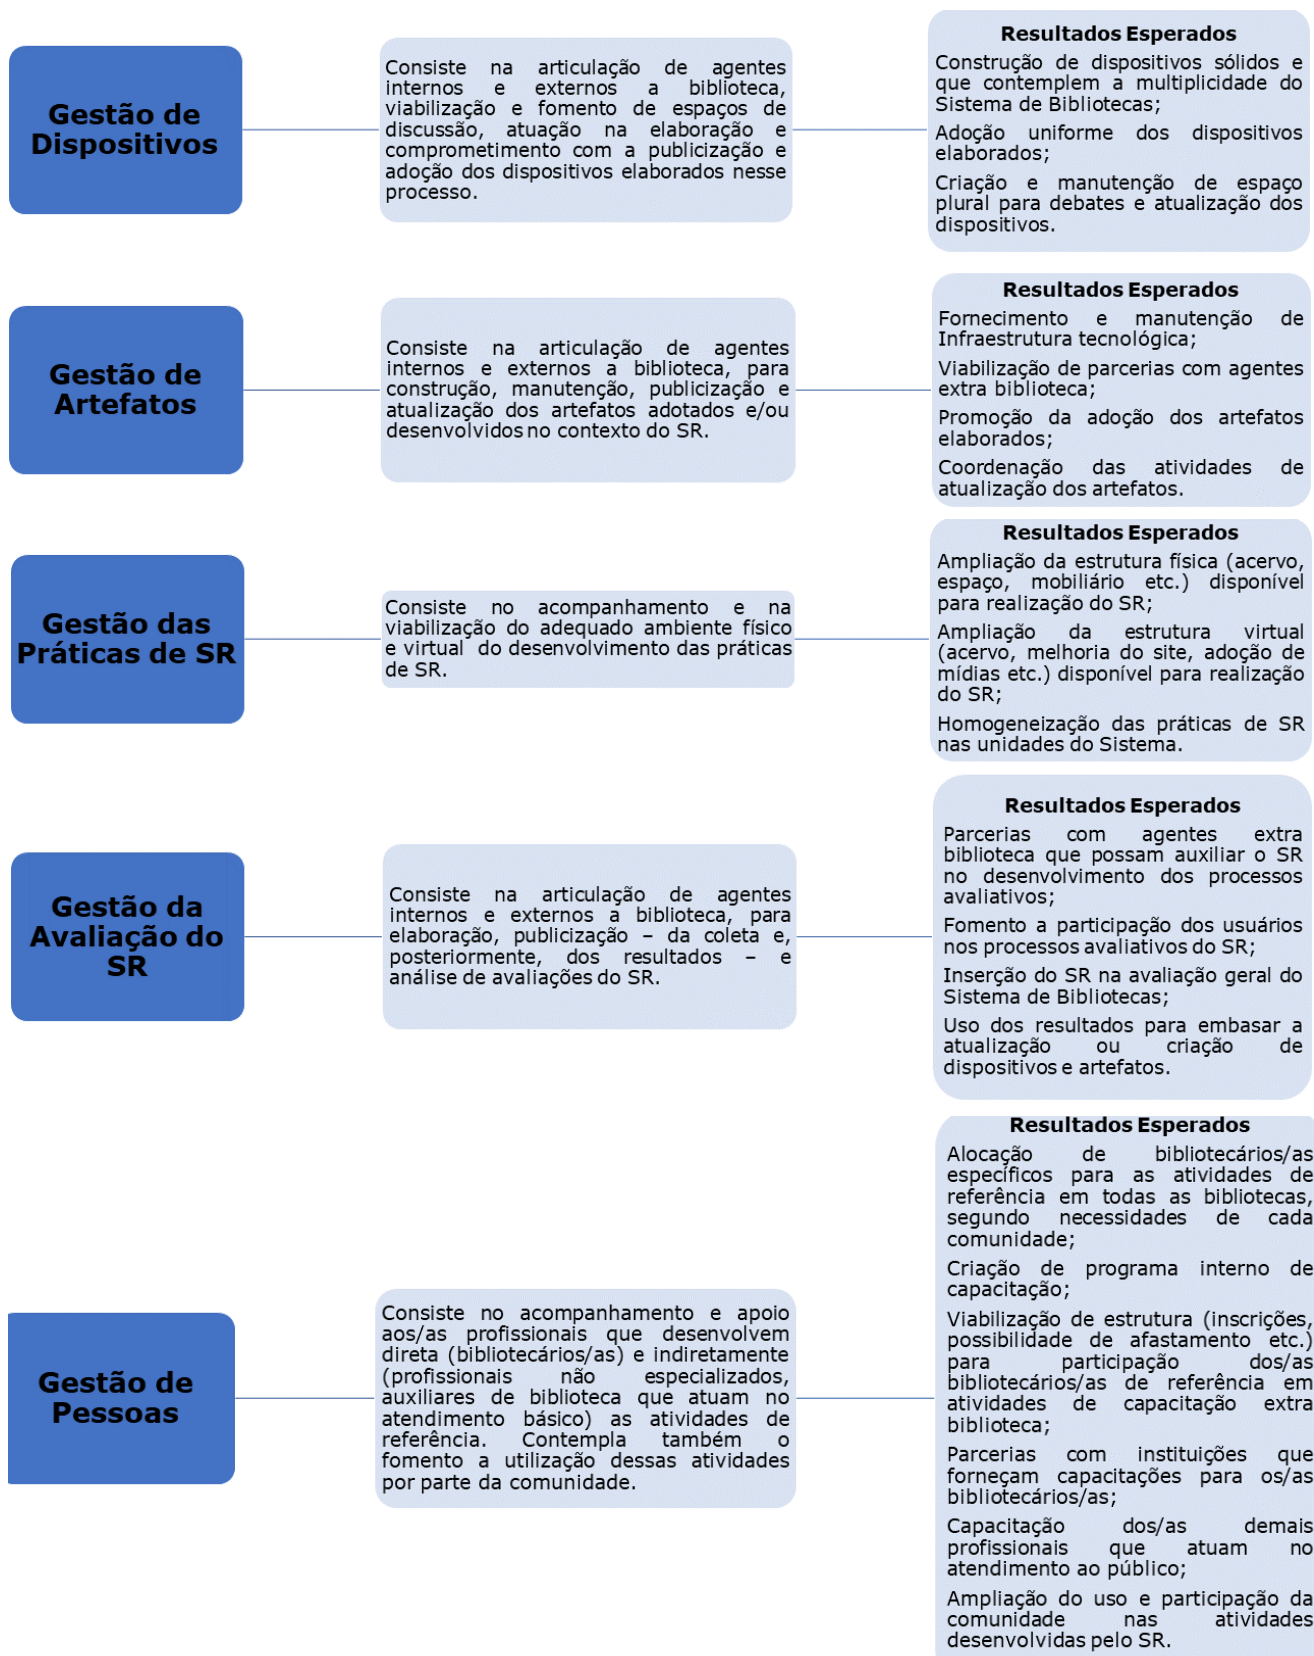 Gestão de
Dispositivos
Consiste na articulação de agentes
internos e externos a biblioteca,
viabilização e fomento de espaços de
discussão, atuação na elaboração e
comprometimento com a publicização e
adoção dos dispositivos elaborados nesse
processo.
Resultados Esperados
Construção de dispositivos sólidos e
que contemplem a multiplicidade do
Sistema de Bibliotecas;
Adoção uniforme dos dispositivos
elaborados;
Criação e manutenção de espaço
plural para debates e atualização dos
dispositivos.
Gestão de
Artefatos
Consiste na articulação de agentes
internos e externos a biblioteca, para
construção, manutenção, publicização e
atualização dos artefatos adotados e/ou
desenvolvidos no contexto do SR.
Resultados Esperados
Fornecimento e manutenção de
Infraestrutura tecnológica;
Viabilização de parcerias com agentes
extra biblioteca;
Promoção da adoção dos artefatos
elaborados;
Coordenação das atividades de
atualização dos artefatos.
Gestão das
Práticas de SR
Consiste no acompanhamento e na
viabilização do adequado ambiente físico
e virtual do desenvolvimento das práticas
de SR.
Resultados Esperados
Ampliação da estrutura física (acervo,
espaço, mobiliário etc.) disponível
para realização do SR;
Ampliação da estrutura virtual
(acervo, melhoria do site, adoção de
mídias etc.) disponível para realização
do SR;
Homogeneização das práticas de SR
nas unidades do Sistema.
Gestão da
Avaliação do
SR
Consiste na articulação de agentes
internos e externos a biblioteca, para
elaboração, publicização – da coleta e,
posteriormente, dos resultados – e
análise de avaliações do SR.
Resultados Esperados
Parcerias com agentes extra
biblioteca que possam auxiliar o SR
no desenvolvimento dos processos
avaliativos;
Fomento a participação dos usuários
nos processos avaliativos do SR;
Inserção do SR na avaliação geral do
Sistema de Bibliotecas;
Uso dos resultados para embasar a
atualização ou criação de
dispositivos e artefatos.
Gestão de
Pessoas
Consiste no acompanhamento e apoio
aos/as profissionais que desenvolvem
direta (bibliotecários/as) e indiretamente
(profissionais não especializados,
auxiliares de biblioteca que atuam no
atendimento básico) as atividades de
referência. Contempla também o
fomento a utilização dessas atividades
por parte da comunidade.
Resultados Esperados
Alocação de bibliotecários/as
específicos para as atividades de
referência em todas as bibliotecas,
segundo necessidades de cada
comunidade;
Criação de programa interno de
capacitação;
Viabilização de estrutura (inscrições,
possibilidade de afastamento etc.)
para participação dos/as
bibliotecários/as de referência em
atividades de capacitação extra
biblioteca;
Parcerias com instituições que
forneçam capacitações para os/as
bibliotecários/as;
Capacitação dos/as demais
profissionais que atuam no
atendimento ao público;
Ampliação do uso e participação da
comunidade nas atividades
desenvolvidas pelo SR.